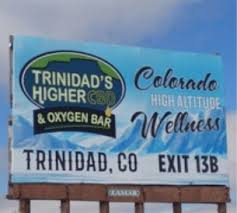 TRINIDAD'S
HIGHER CBD
& OXYGEN BAR
Colorado
HIGH ALTITUDE
Wellness
TRINIDAD, CO EXIT 13B
LAMAR